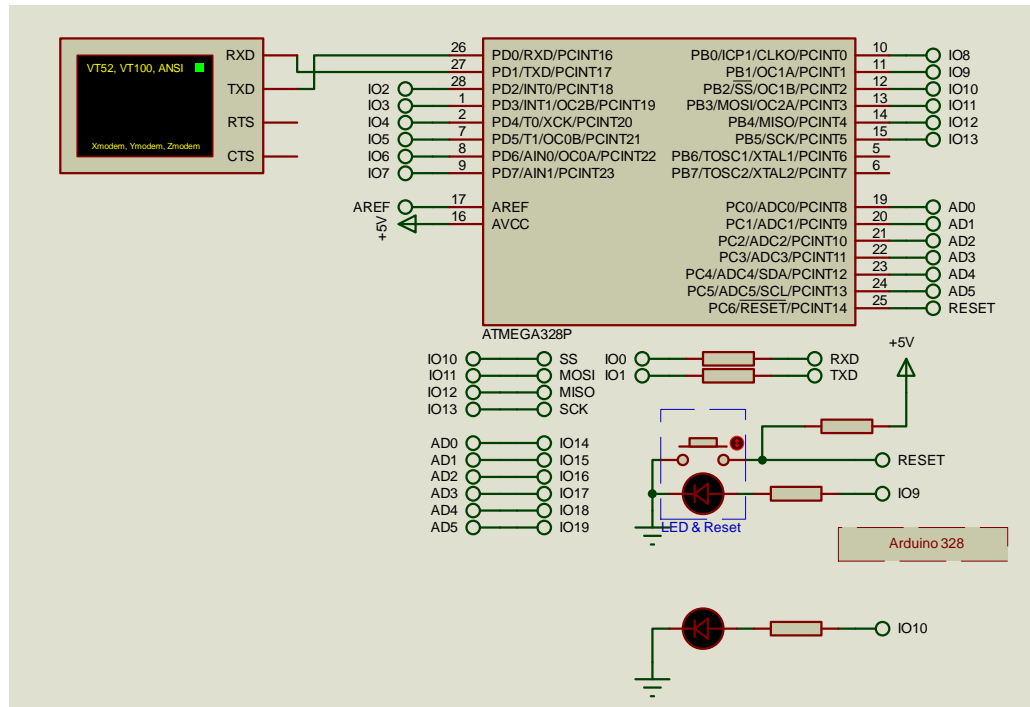 RXD
VT52, VT100, ANSI
TXD
RTS
CTS
Xmodem, Ymodem, Zmodem
26 PD0/RXD/PCINT16
27 PD1/TXD/PCINT17
IO2 28 PD2/INT0/PCINT18
IO3 1 PD3/INT1/OC2B/PCINT19
IO4 2 PD4/T0/XCK/PCINT20
IO5 7 PD5/T1/OC0B/PCINT21
IO6 8 PD6/AIN0/OC0A/PCINT22
IO7 9 PD7/AIN1/PCINT23
AREF 17 AREF
+5V 16 AVCC
PB0/ICP1/CLKO/PCINT0 10 IO8
PB1/OC1A/PCINT1 11 IO9
PB2/SS/OC1B/PCINT2 12 IO10
PB3/MOSI/OC2A/PCINT3 13 IO11
PB4/MISO/PCINT4 14 IO12
PB5/SCK/PCINT5 15 IO13
PB6/TOSC1/XTAL1/PCINT6 5
PB7/TOSC2/XTAL2/PCINT7 6
PC0/ADC0/PCINT8 19 AD0
PC1/ADC1/PCINT9 20 AD1
PC2/ADC2/PCINT10 21 AD2
PC3/ADC3/PCINT11 22 AD3
PC4/ADC4/SDA/PCINT12 23 AD4
PC5/ADC5/SCL/PCINT13 24 AD5
PC6/RESET/PCINT14 25 RESET
ATMEGA328P
IO10 SS
IO11 MOSI
IO12 MISO
IO13 SCK
AD0 IO14
AD1 IO15
AD2 IO16
AD3 IO17
AD4 IO18
AD5 IO19
IO0 RXD
IO1 TXD
+5V
RESET
IO9
LED & Reset
Arduino 328
IO10